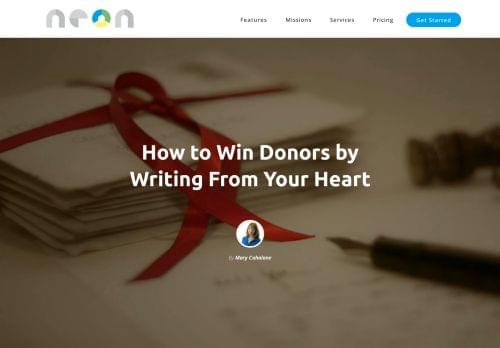 neon
Features Missions Services Pricing Get Started
How to Win Donors by
Writing From Your Heart
By Mary Cahalane